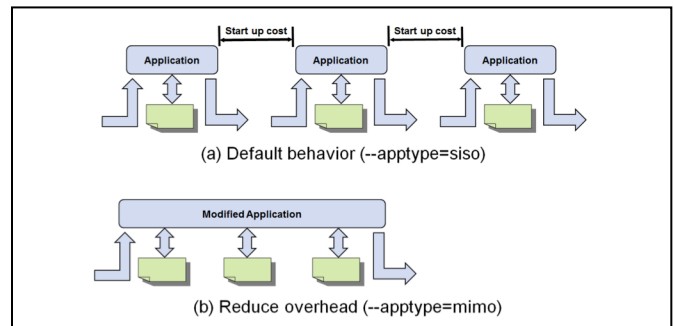 Start up cost Start up cost
Application Application Application
(a) Default behavior (--apptype=siso)
Modified Application
(b) Reduce overhead (--apptype=mimo)